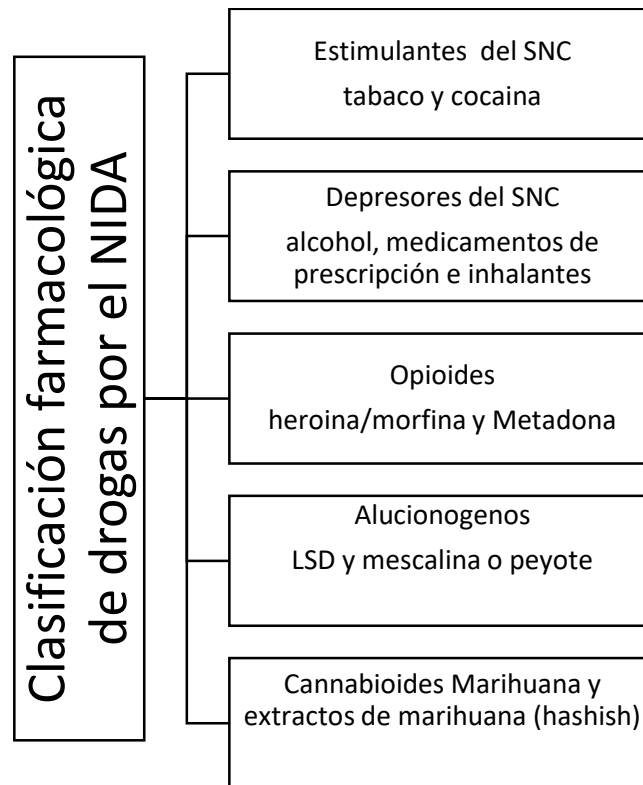 Clasificación farmacológica
de drogas por el NIDA
Estimulantes del SNC
tabaco y cocaina
Depresores del SNC
alcohol, medicamentos de
prescripción e inhalantes
Opioides
heroina/morfina y Metadona
Alucionogenos
LSD y mescalina o peyote
Cannabioides Marihuana y
extractos de marihuana (hashish)